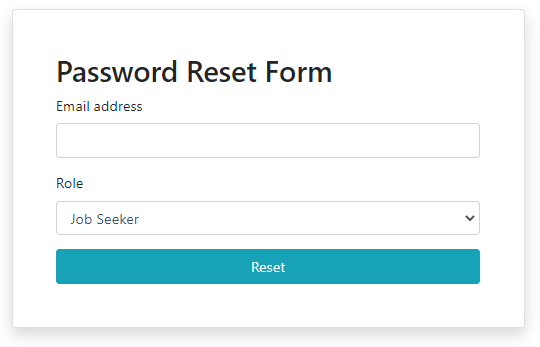 Password Reset Form
Email address
Role
Job Seeker
Reset